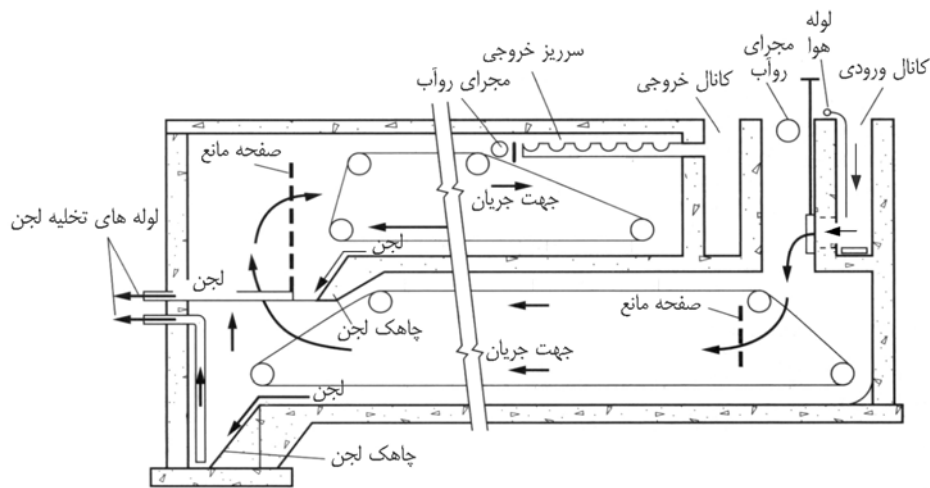 لوله
هوا
کانال ورودی
مجرای
روآب
کانال خروجی
سرریز خروجی
مجرای روآب
صفحه مانع
جهت جریان
لوله های تخلیه لجن
لجن
لجن
چاهک لجن
صفحه مانع
جهت جریان
لجن
چاهک لجن